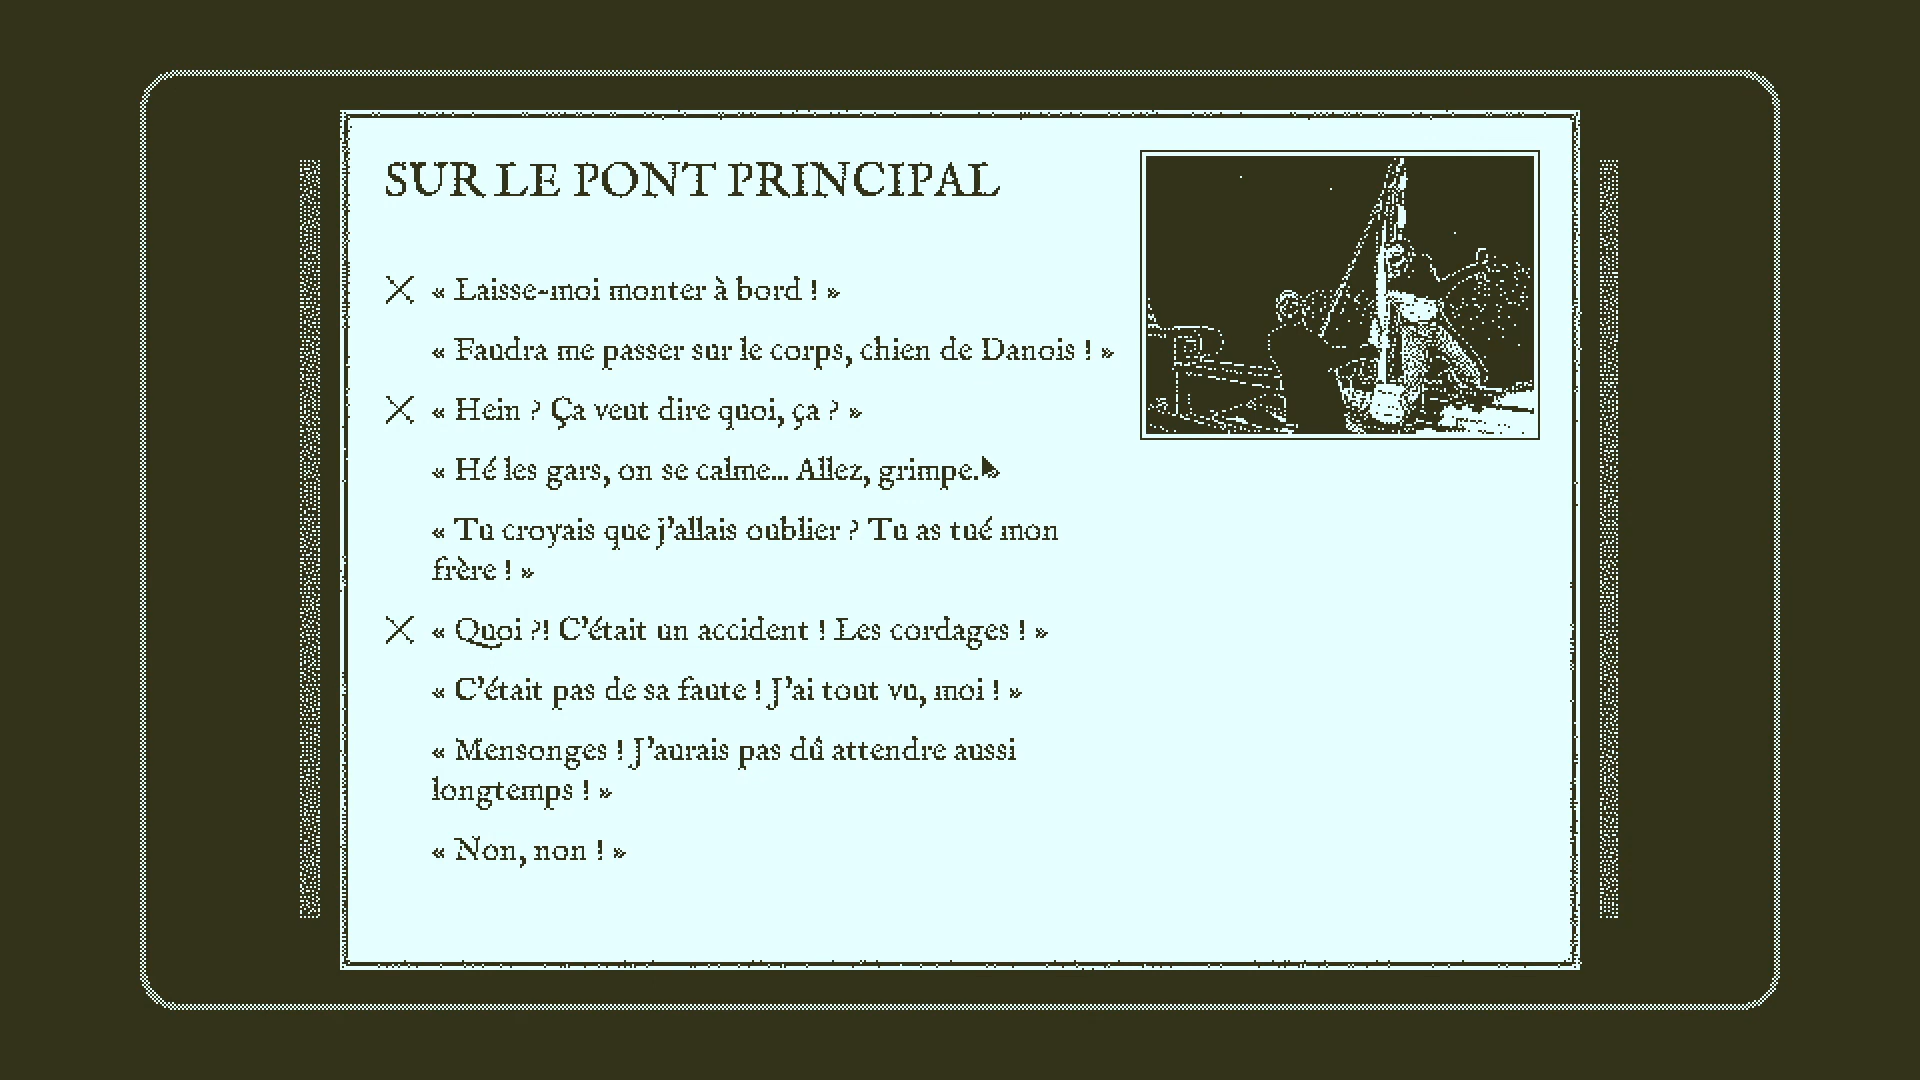 SUR LE PONT PRINCIPAL
« Laisse-moi monter à bord ! »
« Faudra me passer sur le corps, chien de Danois ! »
« Hein ? Ça veut dire quoi, ça ? »
« Hé les gars, on se calme... Allez, grimpe. »
« Tu croyais que j'allais oublier ? Tu as tué mon
frère ! »
« Quoi ?! C'était un accident ! Les cordages ! »
« C'était pas de sa faute ! J'ai tout vu, moi ! »
« Mensonges ! J'aurais pas dû attendre aussi
longtemps ! »
« Non, non ! »